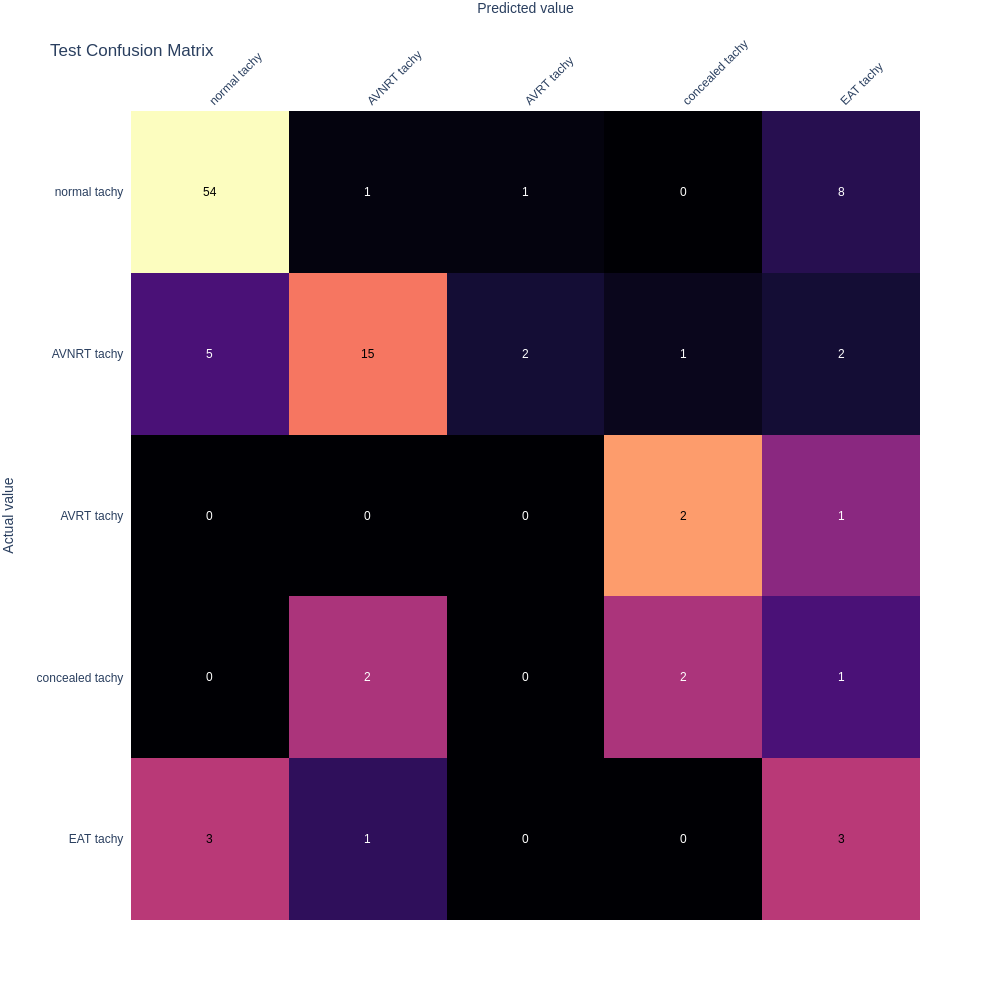 Predicted value
Test Confusion Matrix
normal tachy
AVNRT tachy
AVRT tachy
concealed tachy
EAT tachy
Actual value
normal tachy 54 1 1 0 8
AVNRT tachy 5 15 2 1 2
AVRT tachy 0 0 0 2 1
concealed tachy 0 2 0 2 1
EAT tachy 3 1 0 0 3